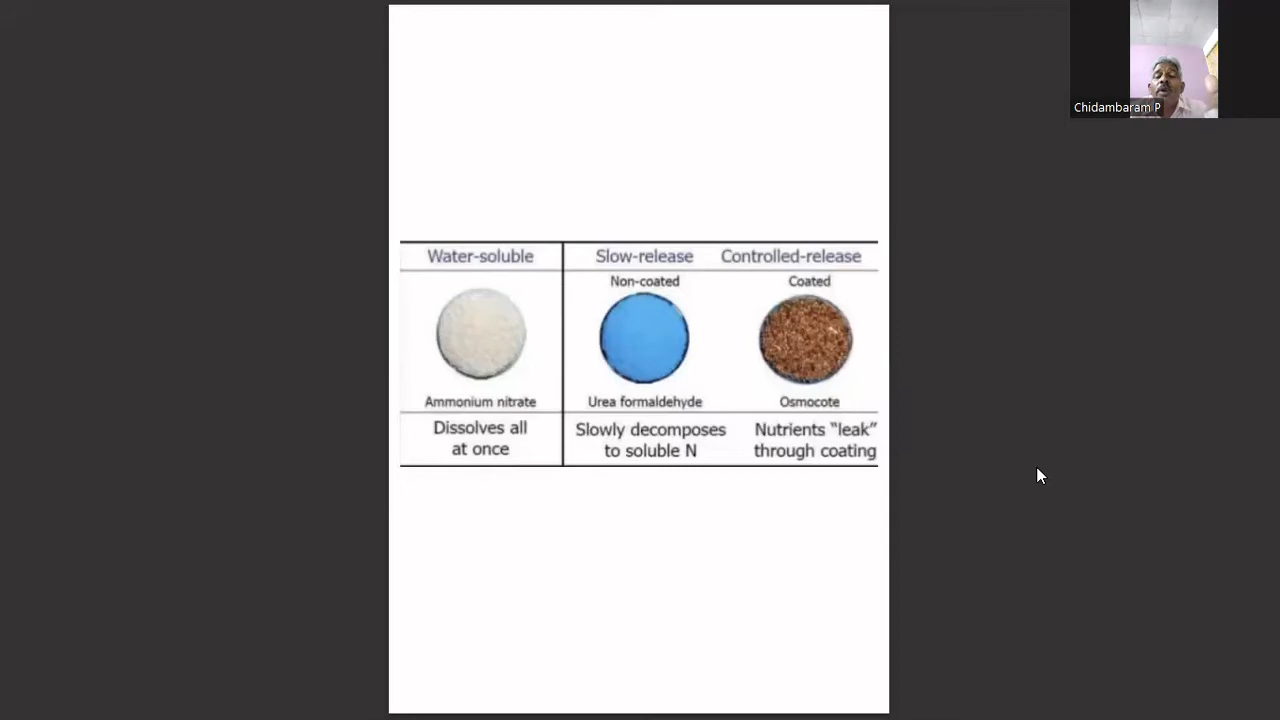 Chidambaram P
Water-soluble
Slow-release
Controlled-release
Non-coated
Coated
Ammonium nitrate
Urea formaldehyde
Osmocote
Dissolves all
at once
Slowly decomposes
to soluble N
Nutrients “leak”
through coating